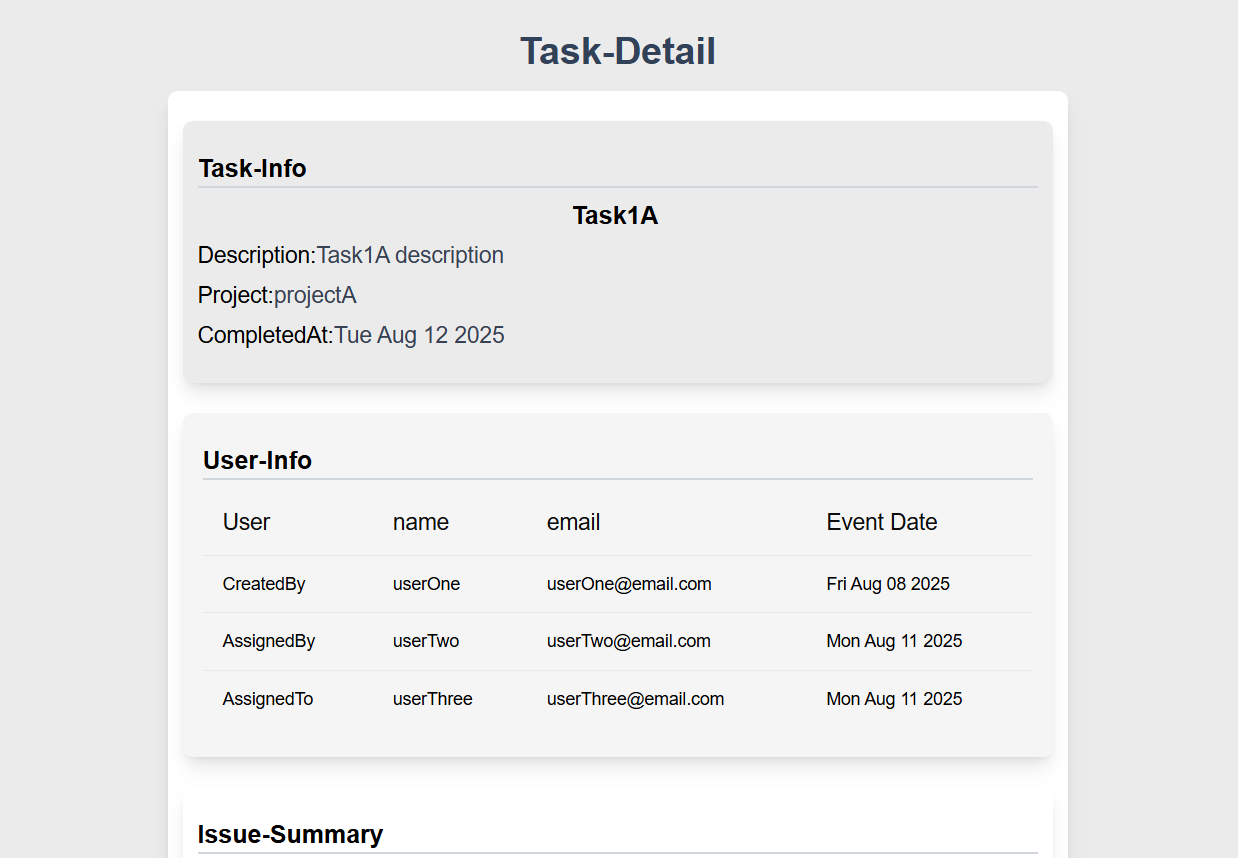 Task-Detail
Task-Info
Task1A
Description:Task1A description
Project:projectA
CompletedAt:Tue Aug 12 2025
User-Info
User name email Event Date
CreatedBy userOne userOne@email.com Fri Aug 08 2025
AssignedBy userTwo userTwo@email.com Mon Aug 11 2025
AssignedTo userThree userThree@email.com Mon Aug 11 2025
Issue-Summary